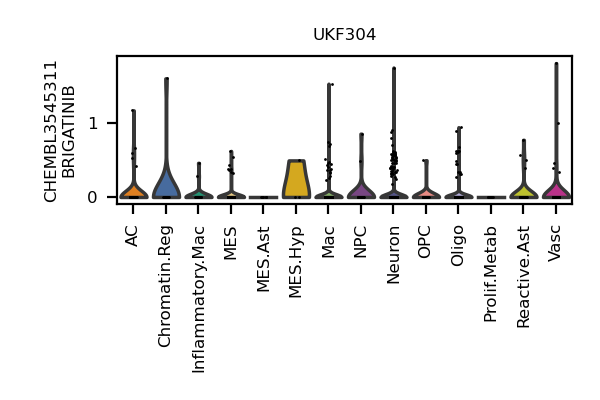 UKF304
CHEMBL3545311
BRIGATINIB
1
0
AC
Chromatin.Reg
Inflammatory.Mac
MES
MES.Ast
MES.Hyp
Mac
NPC
Neuron
OPC
Oligo
Prolif.Metab
Reactive.Ast
Vasc